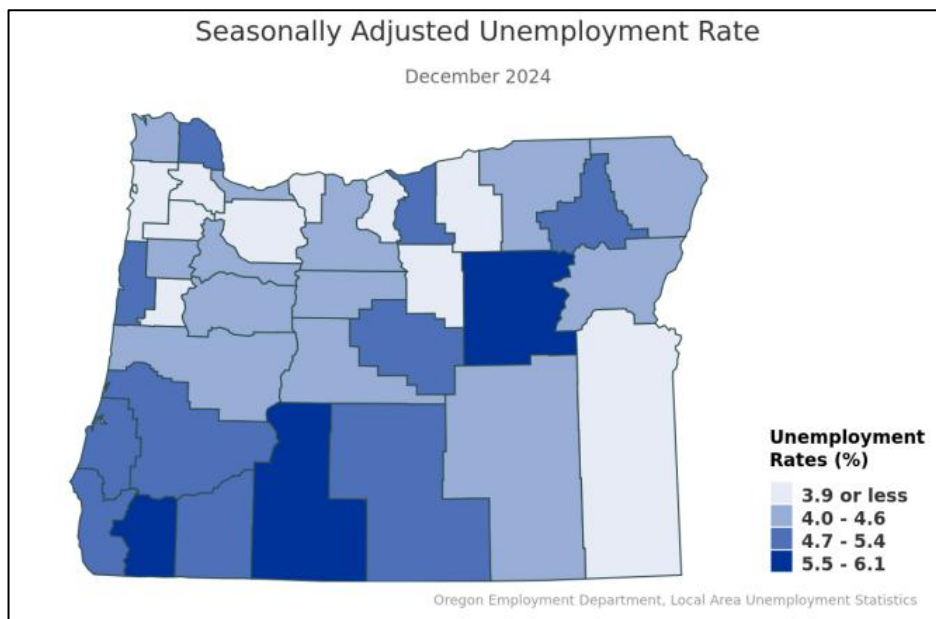 Seasonally Adjusted Unemployment Rate
December 2024
Unemployment
Rates (%)
3.9 or less
4.0 - 4.6
4.7 - 5.4
5.5 - 6.1
Oregon Employment Department, Local Area Unemployment Statistics